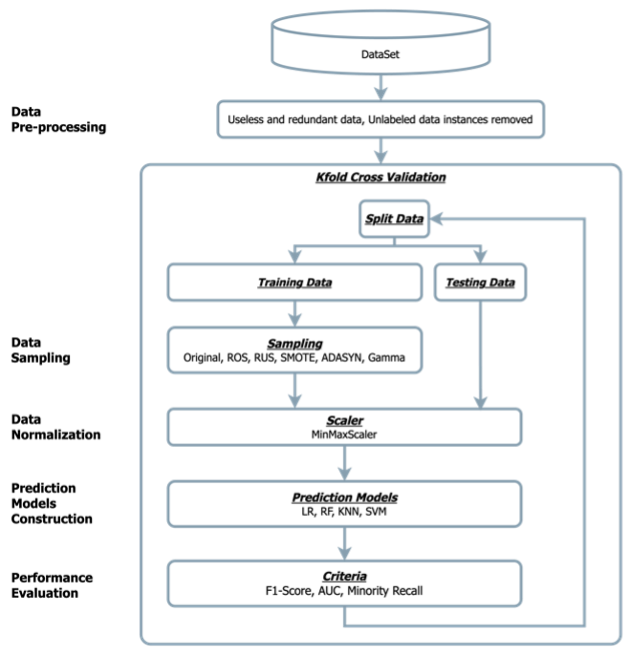 DataSet
Data
Pre-processing
Useless and redundant data, Unlabeled data instances removed
Kfold Cross Validation
Split Data
Training Data
Testing Data
Data
Sampling
Sampling
Original, ROS, RUS, SMOTE, ADASYN, Gamma
Data
Normalization
Scaler
MinMaxScaler
Prediction
Models
Construction
Prediction Models
LR, RF, KNN, SVM
Performance
Evaluation
Criteria
F1-Score, AUC, Minority Recall